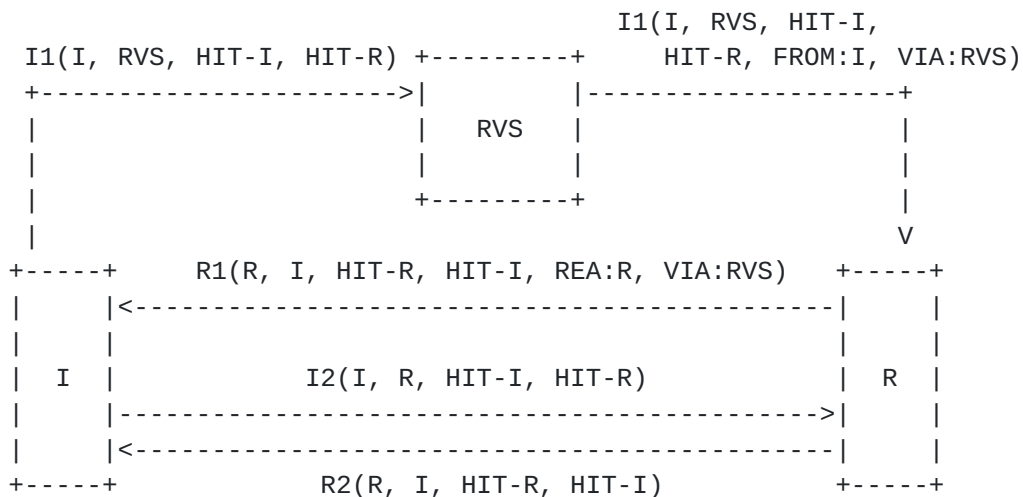 I1(I, RVS, HIT-I,
I1(I, RVS, HIT-I, HIT-R) +---------+ HIT-R, FROM:I, VIA:RVS)
+----------------------->| |--------------------+
| | RVS | |
| | | |
| +---------+ |
| V
+-----+ R1(R, I, HIT-R, HIT-I, REA:R, VIA:RVS) +-----+
| |<---------------------------------------------| |
| | | |
| I | I2(I, R, HIT-I, HIT-R) | R |
| |--------------------------------------------->| |
| |<---------------------------------------------| |
+-----+ R2(R, I, HIT-R, HIT-I) +-----+